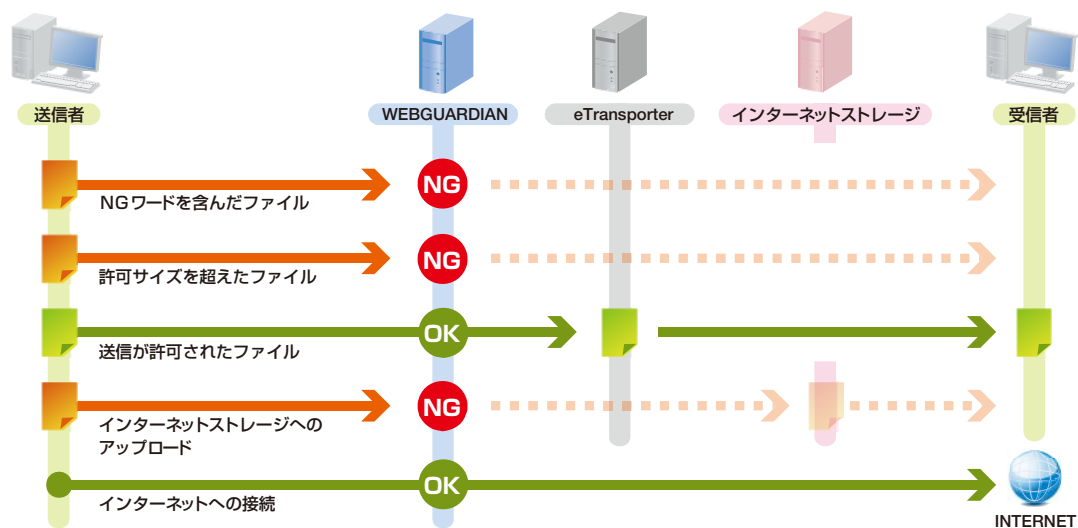 送信者
WEBGUARDIAN
eTransporter
インターネットストレージ
受信者
NG
NGワードを含んだファイル
NG
許可サイズを超えたファイル
OK
送信が許可されたファイル
NG
インターネットストレージへの
アップロード
OK
インターネットへの接続
INTERNET